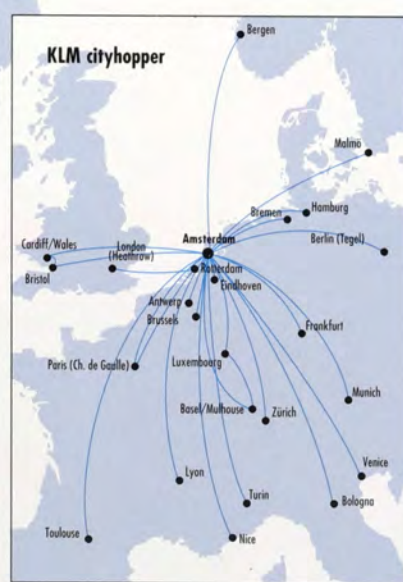 KLM cityhopper
Bergen
Malmö
Hamburg
Bremen
Amsterdam
Berlin (Tegel)
Cardiff/Wales
London
(Heathrow)
Bristol
Rotterdam
Eindhoven
Antwerp
Brussels
Frankfurt
Luxembourg
Paris (Ch. de Gaulle)
Munich
Basel/Mulhouse
Zürich
Venice
Lyon
Turin
Bologna
Toulouse
Nice